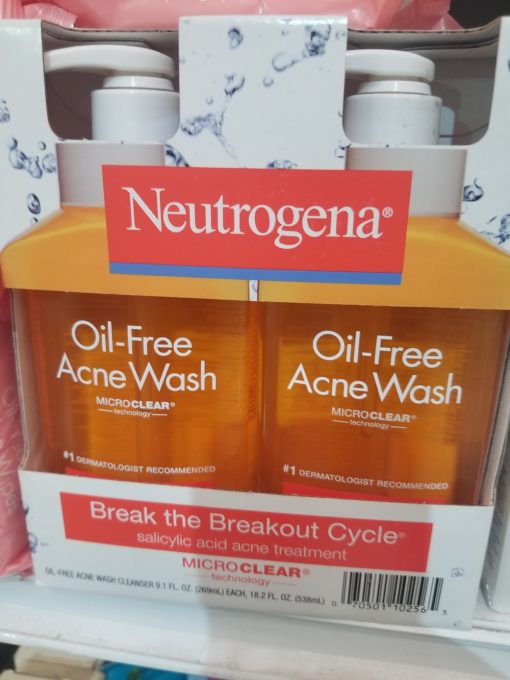 Neutrogena®
Oil-Free
Acne Wash
MICROCLEAR®
technology
#1 DERMATOLOGIST RECOMMENDED
Oil-Free
Acne Wash
MICROCLEAR®
technology
#1 DERMATOLOGIST RECOMMENDED
Break the Breakout Cycle®
salicylic acid acne treatment
MICROCLEAR®
technology
OIL-FREE ACNE WASH CLEANSER 9.1 FL. OZ. (269mL) EACH, 18.2 FL. OZ. (538mL)
0 70501 10256 5